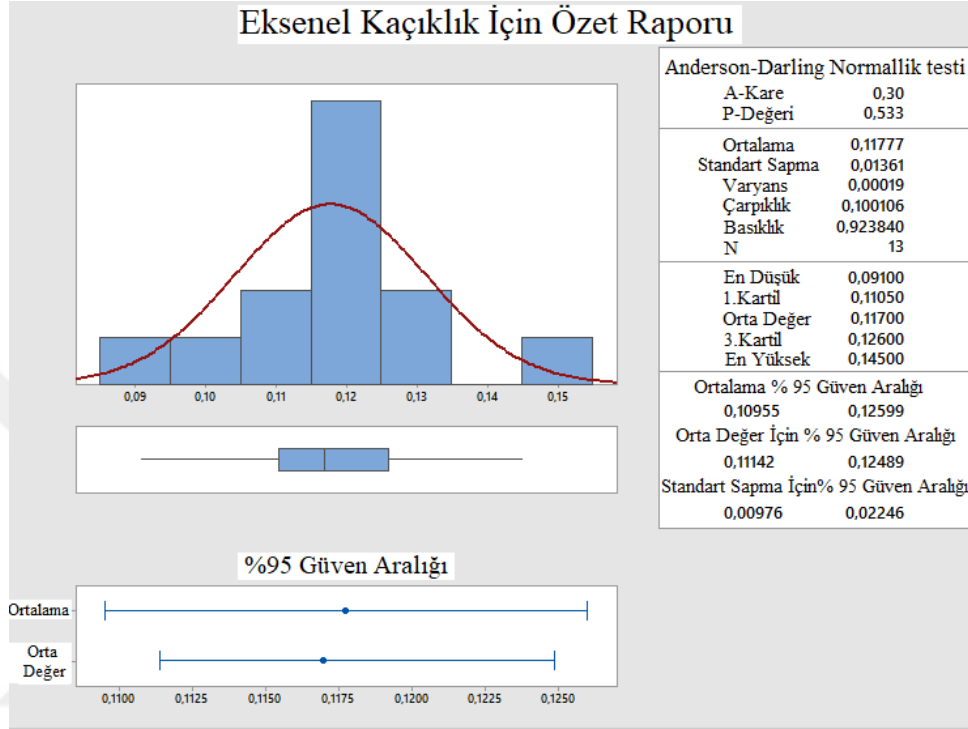 Eksenel Kaçıklık İçin Özet Raporu
Anderson-Darling Normallik testi
A-Kare 0,30
P-Değeri 0,533
Ortalama 0,11777
Standart Sapma 0,01361
Varyans 0,00019
Çarpıklık 0,100106
Basıklık 0,923840
N 13
En Düşük 0,09100
1.Kartil 0,11050
Orta Değer 0,11700
3.Kartil 0,12600
En Yüksek 0,14500
Ortalama % 95 Güven Aralığı
0,10955 0,12599
Orta Değer İçin % 95 Güven Aralığı
0,11142 0,12489
Standart Sapma İçin% 95 Güven Aralığı
0,00976 0,02246
0,09 0,10 0,11 0,12 0,13 0,14 0,15
%95 Güven Aralığı
Ortalama
Orta
Değer
0,1100 0,1125 0,1150 0,1175 0,1200 0,1225 0,1250